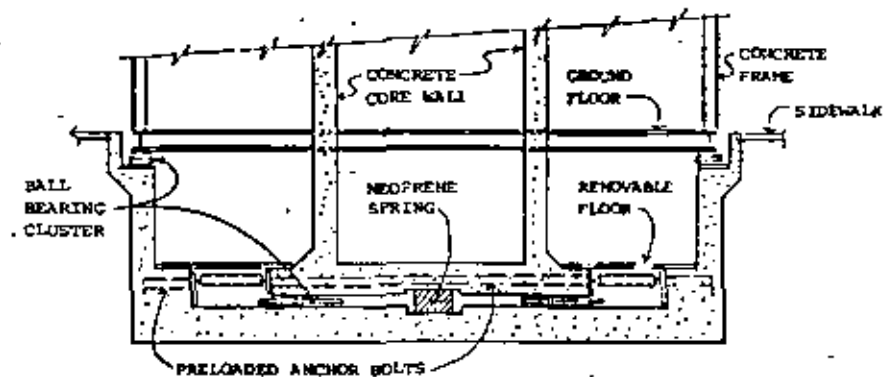 CONCRETE
CORE WALL
GROUND
FLOOR
CONCRETE
FRAME
SIDEWALK
BALL
BEARING
CLUSTER
NEOPRENE
SPRING
REMOVABLE
FLOOR
PRELOADED ANCHOR BOLTS